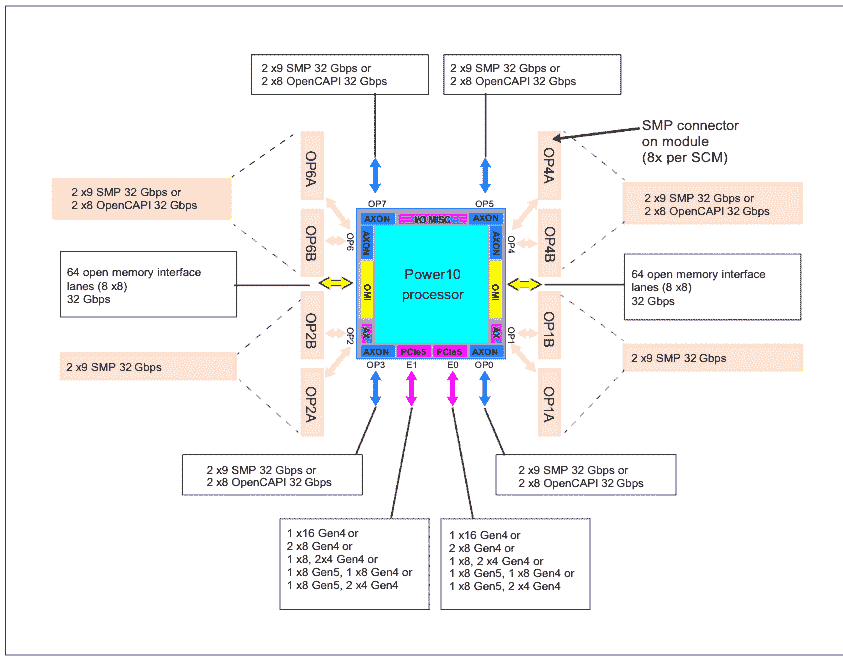 2 x9 SMP 32 Gbps or
2 x8 OpenCAPI 32 Gbps
2 x9 SMP 32 Gbps or
2 x8 OpenCAPI 32 Gbps
SMP connector
on module
(8x per SCM)
OP6A
OP4A
2 x9 SMP 32 Gbps or
2 x8 OpenCAPI 32 Gbps
2 x9 SMP 32 Gbps or
2 x8 OpenCAPI 32 Gbps
OP7
OP5
AXON
I/O MISC
AXON
OP6B
OP6
AXON
AXON
OP4
OP4B
64 open memory interface
lanes (8 x8)
32 Gbps
OMI
Power10
processor
OMI
64 open memory interface
lanes (8 x8)
32 Gbps
OP2B
OP2
AX
AX
OP1
OP1B
2 x9 SMP 32 Gbps
2 x9 SMP 32 Gbps
AXON
PCIe5
PCIe5
AXON
OP3
E1
E0
OP0
OP2A
OP1A
2 x9 SMP 32 Gbps or
2 x8 OpenCAPI 32 Gbps
2 x9 SMP 32 Gbps or
2 x8 OpenCAPI 32 Gbps
1 x16 Gen4 or
2 x8 Gen4 or
1 x8, 2x4 Gen4 or
1 x8 Gen5, 1 x8 Gen4 or
1 x8 Gen5, 2 x4 Gen4
1 x16 Gen4 or
2 x8 Gen4 or
1 x8, 2 x4 Gen4 or
1 x8 Gen5, 1 x8 Gen4 or
1 x8 Gen5, 2 x4 Gen4